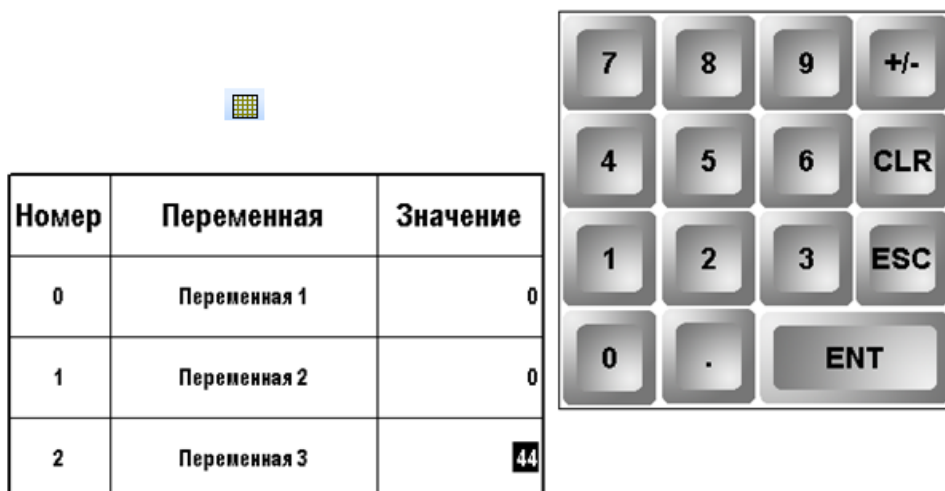 Номер Переменная Значение
0 Переменная 1 0
1 Переменная 2 0
2 Переменная 3 44
7 8 9 +/-
4 5 6 CLR
1 2 3 ESC
0 . ENT